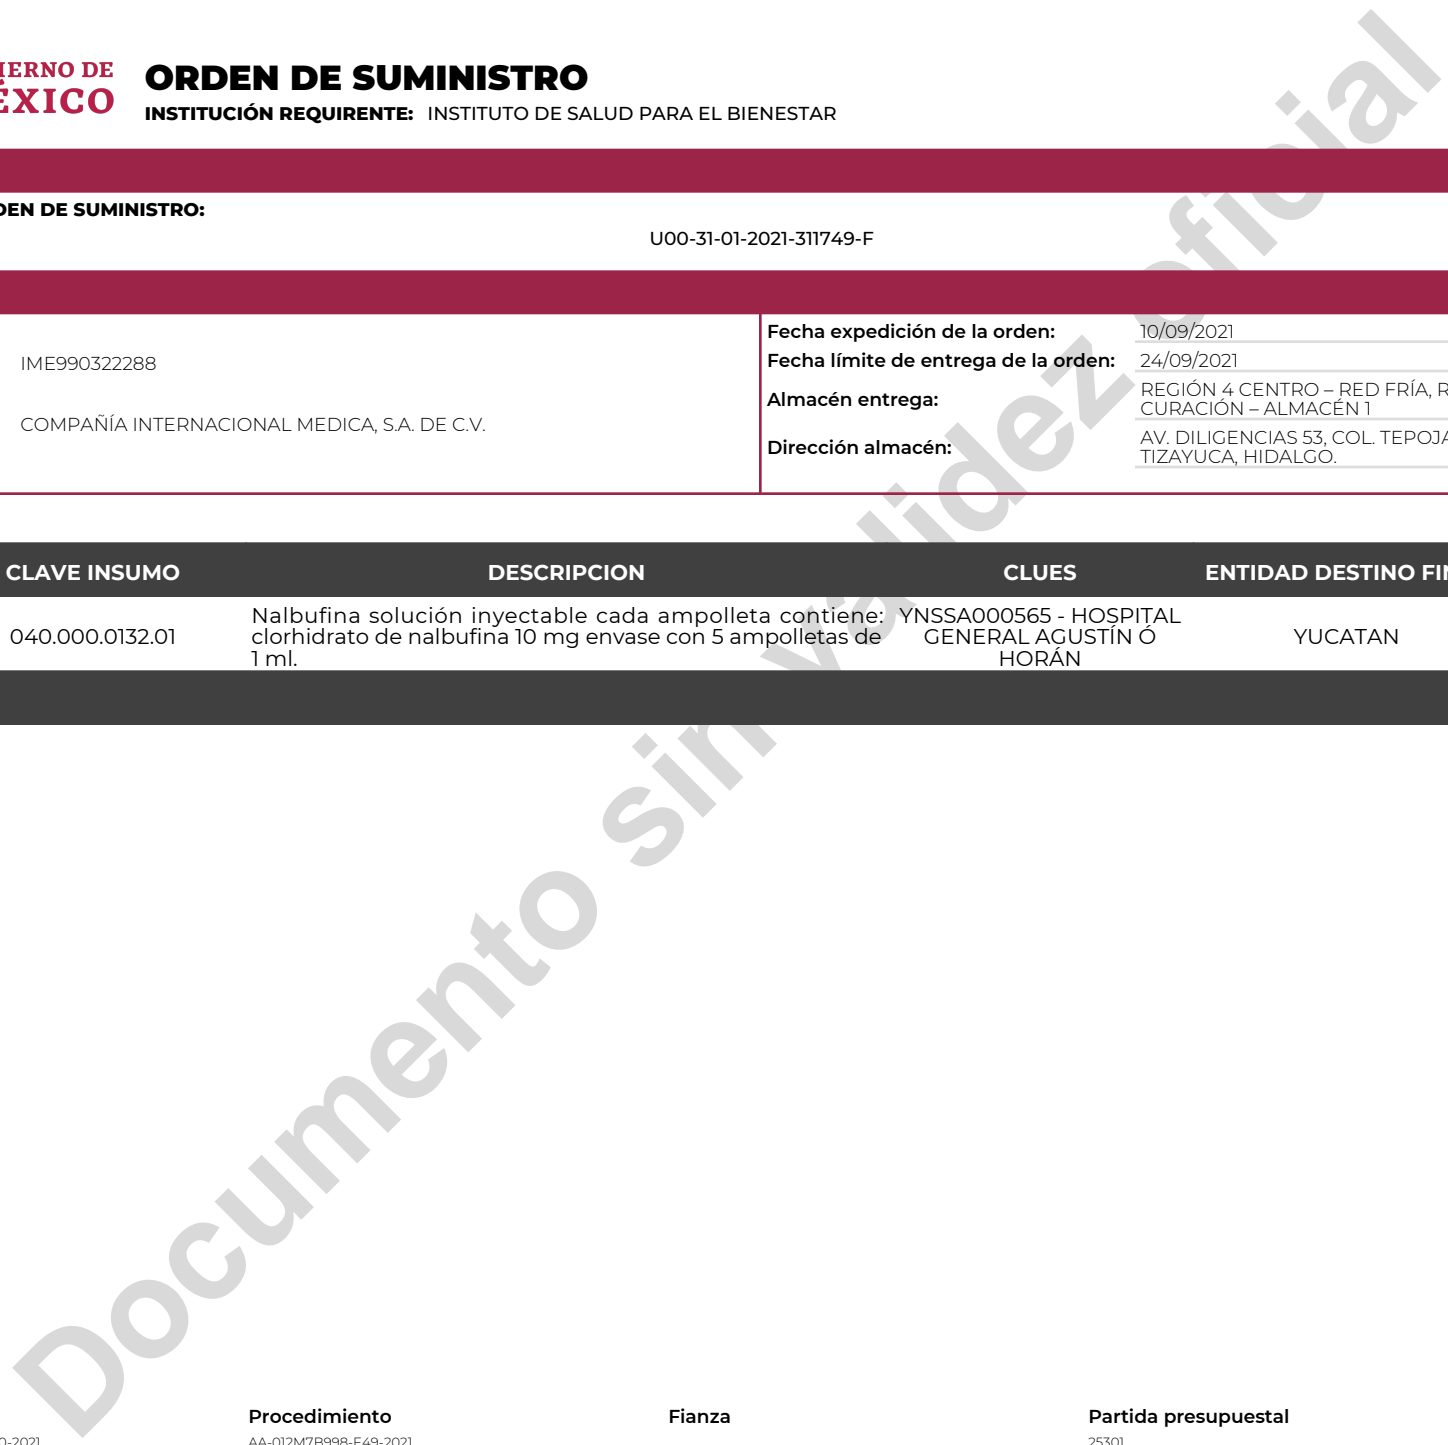 IERNO DE
ÉXICO
ORDEN DE SUMINISTRO
INSTITUCIÓN REQUIRENTE: INSTITUTO DE SALUD PARA EL BIENESTAR
DEN DE SUMINISTRO:
U00-31-01-2021-311749-F
IME990322288
COMPAÑÍA INTERNACIONAL MEDICA, S.A. DE C.V.
Fecha expedición de la orden: 10/09/2021
Fecha límite de entrega de la orden: 24/09/2021
Almacén entrega: REGIÓN 4 CENTRO – RED FRÍA, R
CURACIÓN – ALMACÉN 1
Dirección almacén: AV. DILIGENCIAS 53, COL. TEPOJA
TIZAYUCA, HIDALGO.
CLAVE INSUMO DESCRIPCION CLUES ENTIDAD DESTINO FIN
040.000.0132.01
Nalbufina solución inyectable cada ampolleta contiene:
clorhidrato de nalbufina 10 mg envase con 5 ampolletas de
1 ml.
YNSSA000565 - HOSPITAL
GENERAL AGUSTÍN Ó
HORÁN
YUCATAN
Documento sin validez oficial
Procedimiento Fianza Partida presupuestal
0-2021 AA-012M7B998-E49-2021 25301